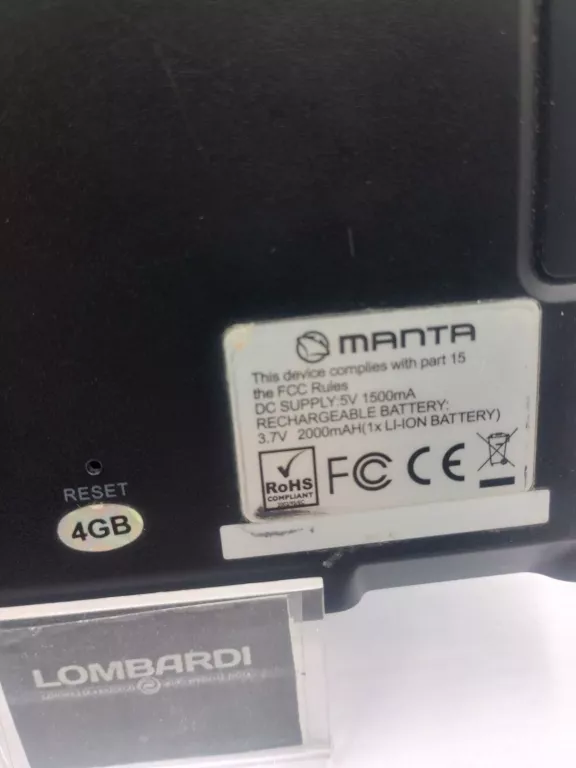 MANTA
This device complies with part 15
the FCC Rules
DC SUPPLY:5V 1500mA
RECHARGEABLE BATTERY:
3.7V 2000mAH(1x LI-ION BATTERY)
RoHS
COMPLIANT
FC CE
RESET
4GB
LOMBARDI